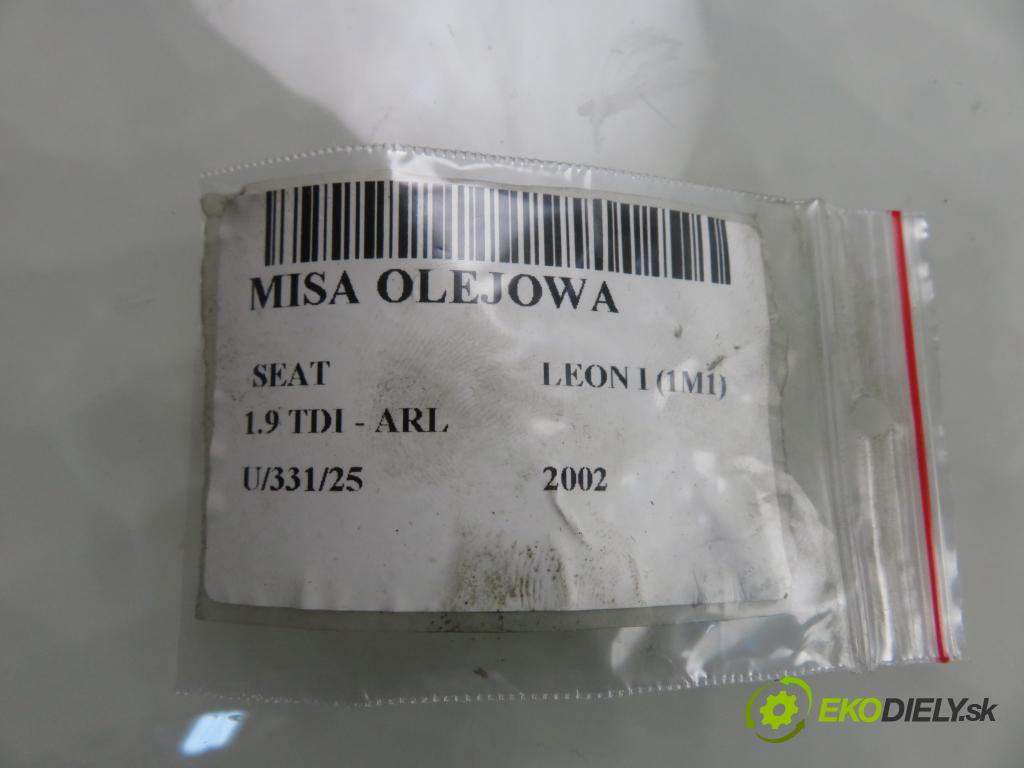 MISA OLEJOWA
SEAT LEON I (1M1)
1.9 TDI - ARL
U/331/25 2002
EKODIELY.sk